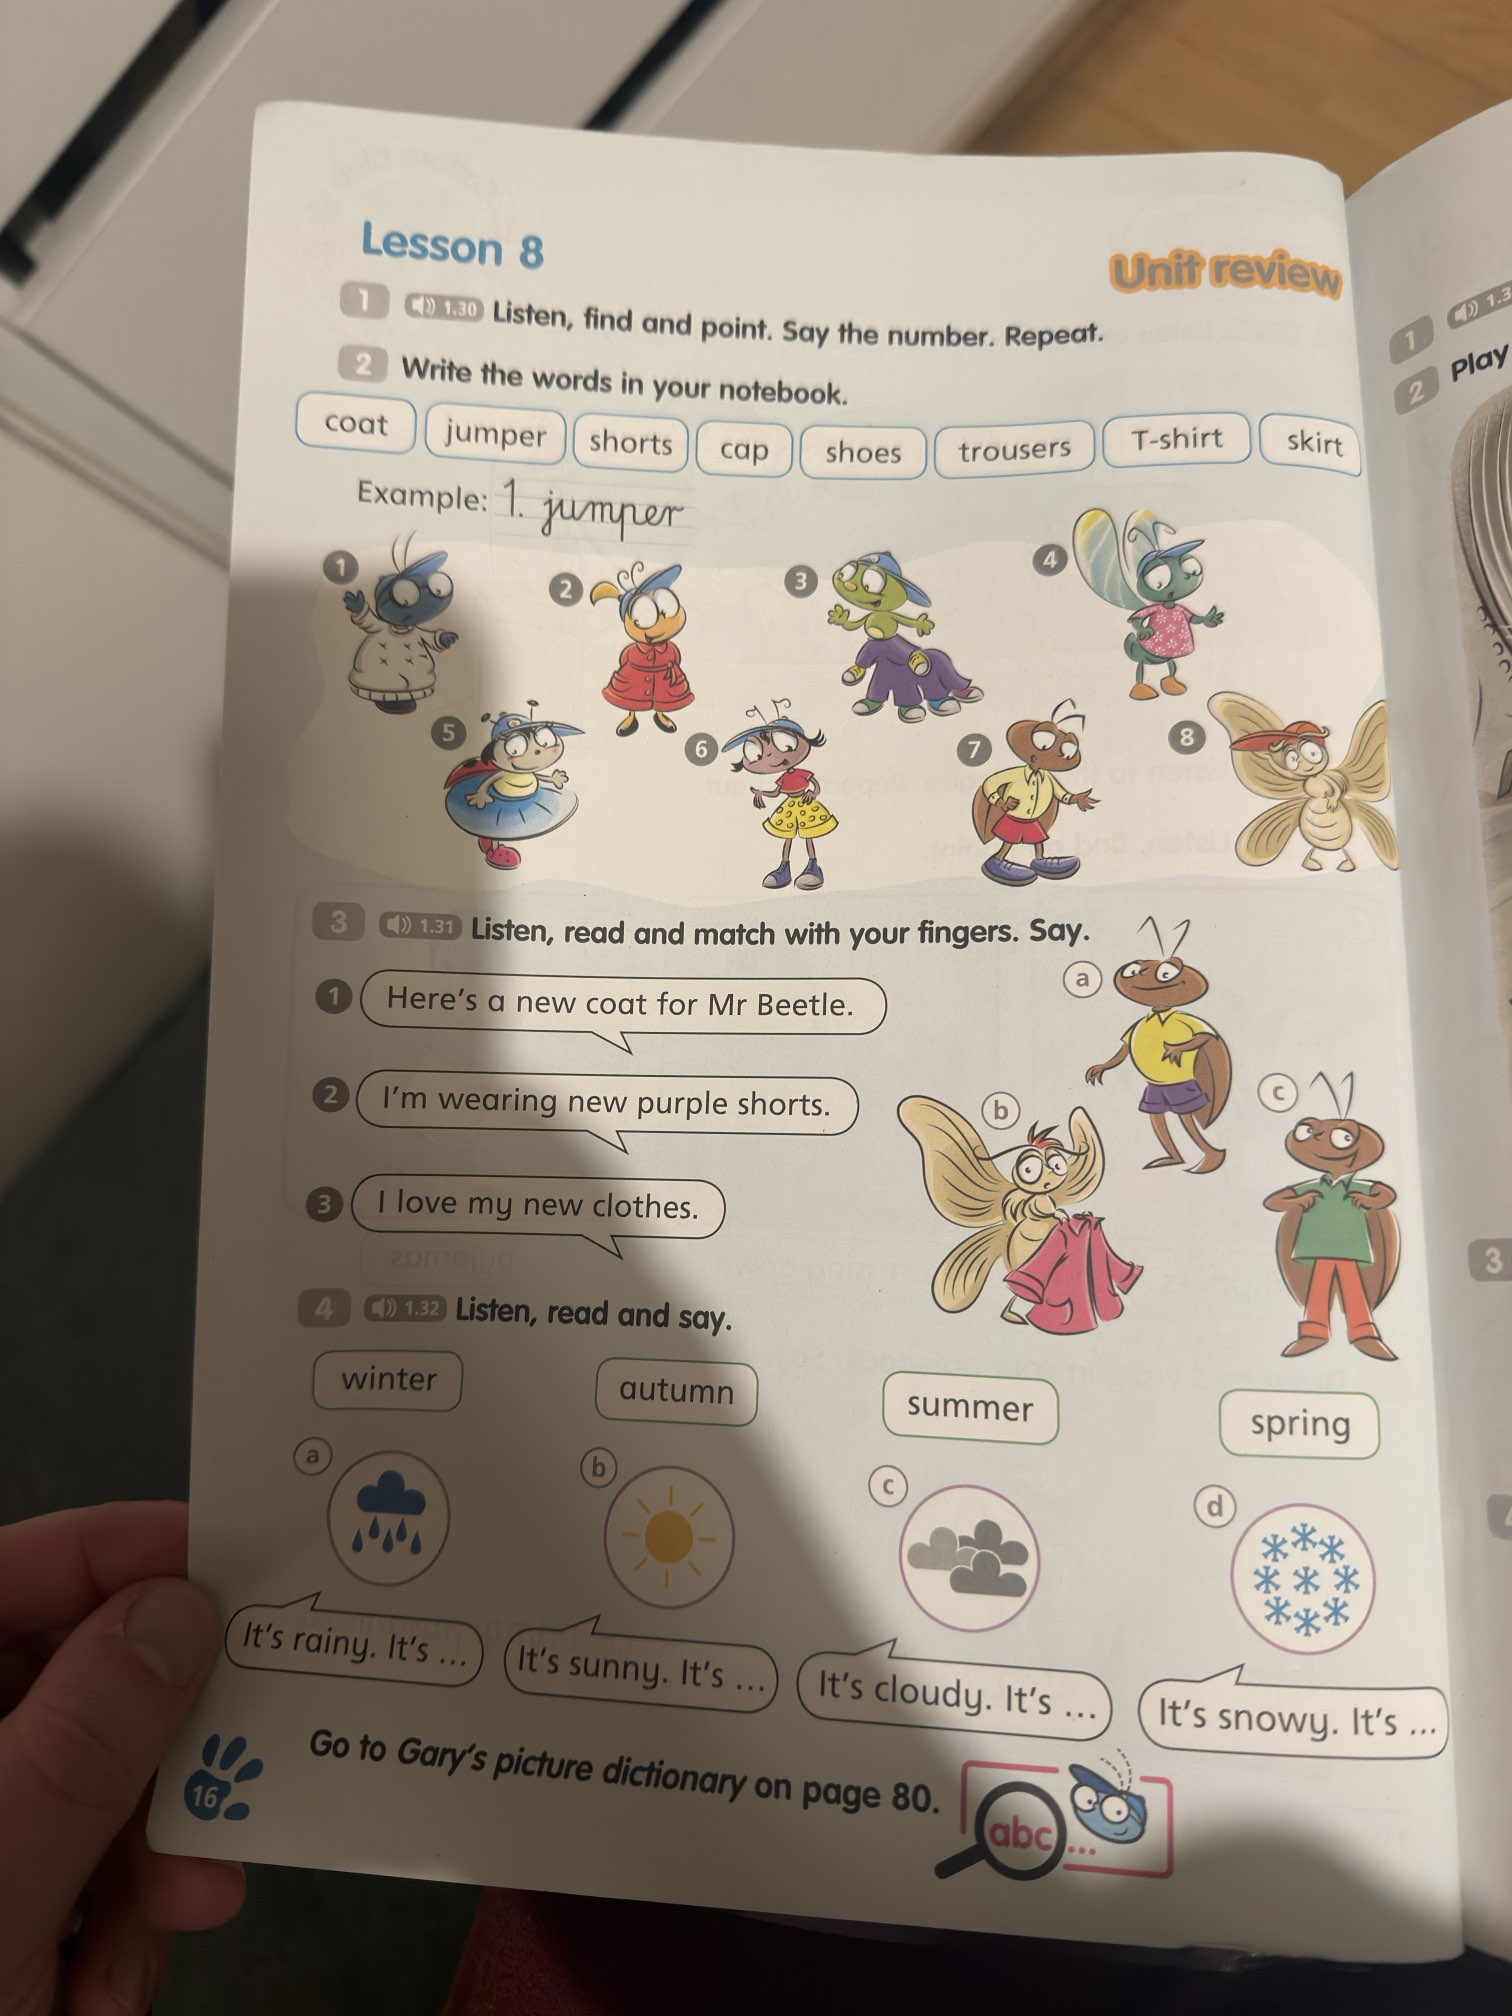 Lesson 8
Unit review
1 1.30 Listen, find and point. Say the number. Repeat.
2 Write the words in your notebook.
coat jumper shorts cap shoes trousers T-shirt skirt
Example: 1. jumper
1 2 3 4
5 6 7 8
3 1.31 Listen, read and match with your fingers. Say.
a
1 Here's a new coat for Mr Beetle.
2 I'm wearing new purple shorts.
b
c
3 I love my new clothes.
4 1.32 Listen, read and say.
winter autumn summer spring
a b c d
It's rainy. It's ...
It's sunny. It's ...
It's cloudy. It's ...
It's snowy. It's ...
Go to Gary's picture dictionary on page 80.
abc...
16
1 1.3
2 Play
3